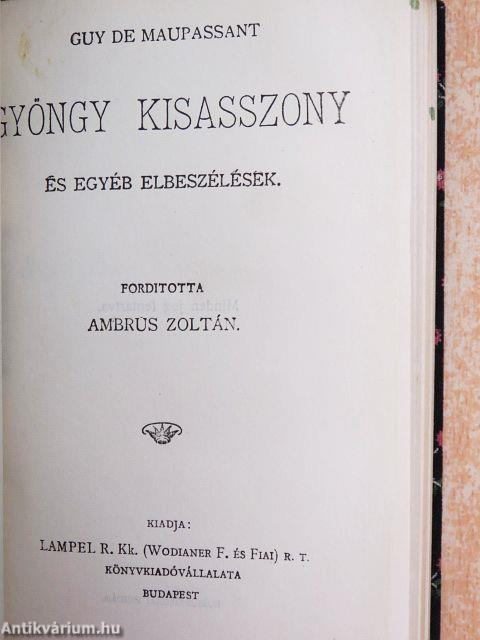 GUY DE MAUPASSANT
GYÖNGY KISASSZONY
ÉS EGYÉB ELBESZÉLÉSEK.
FORDITOTTA
AMBRUS ZOLTÁN.
KIADJA:
LAMPEL R. Kk. (WODIANER F. ÉS FIAI) R. T.
KÖNYVKIADÓVÁLLALATA
BUDAPEST
Antikvárium.hu